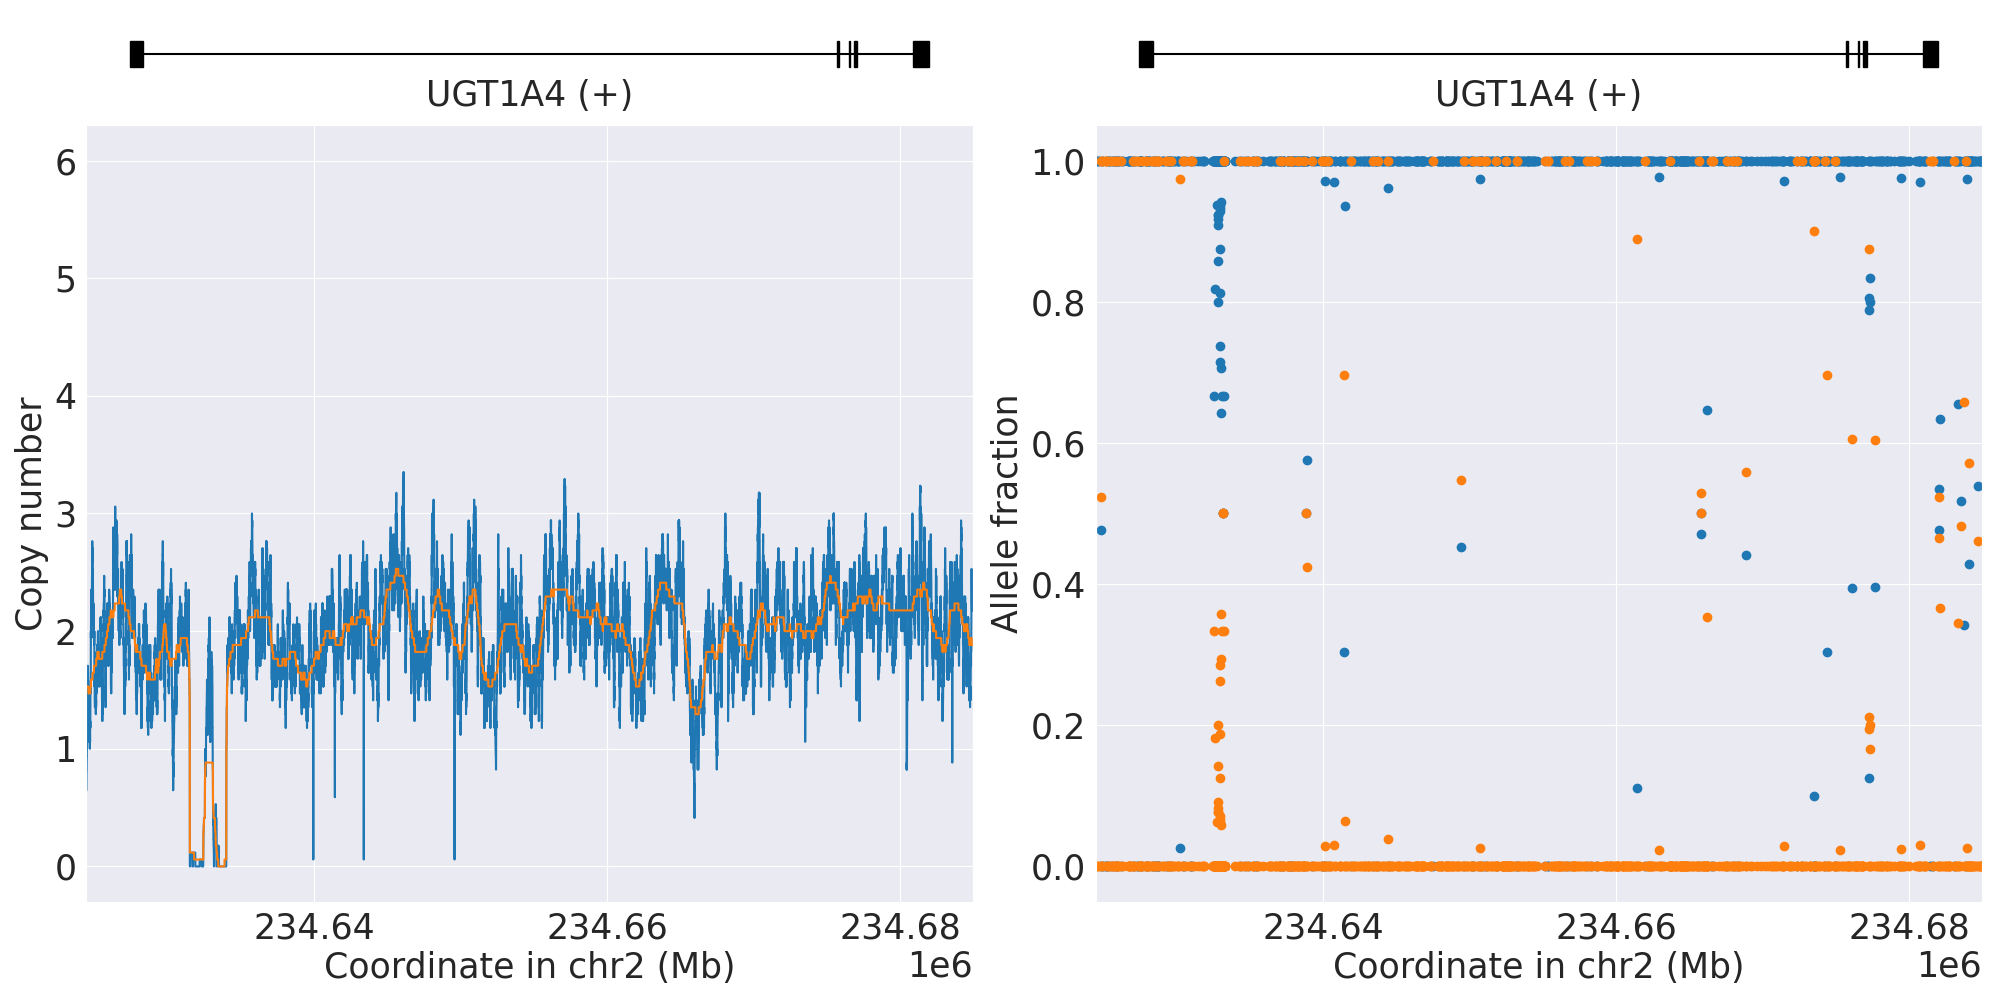 UGT1A4 (+)
6
5
4
3
2
1
0
Copy number
234.64
234.66
234.68
Coordinate in chr2 (Mb)
1e6
UGT1A4 (+)
1.0
0.8
0.6
0.4
0.2
0.0
Allele fraction
234.64
234.66
234.68
Coordinate in chr2 (Mb)
1e6